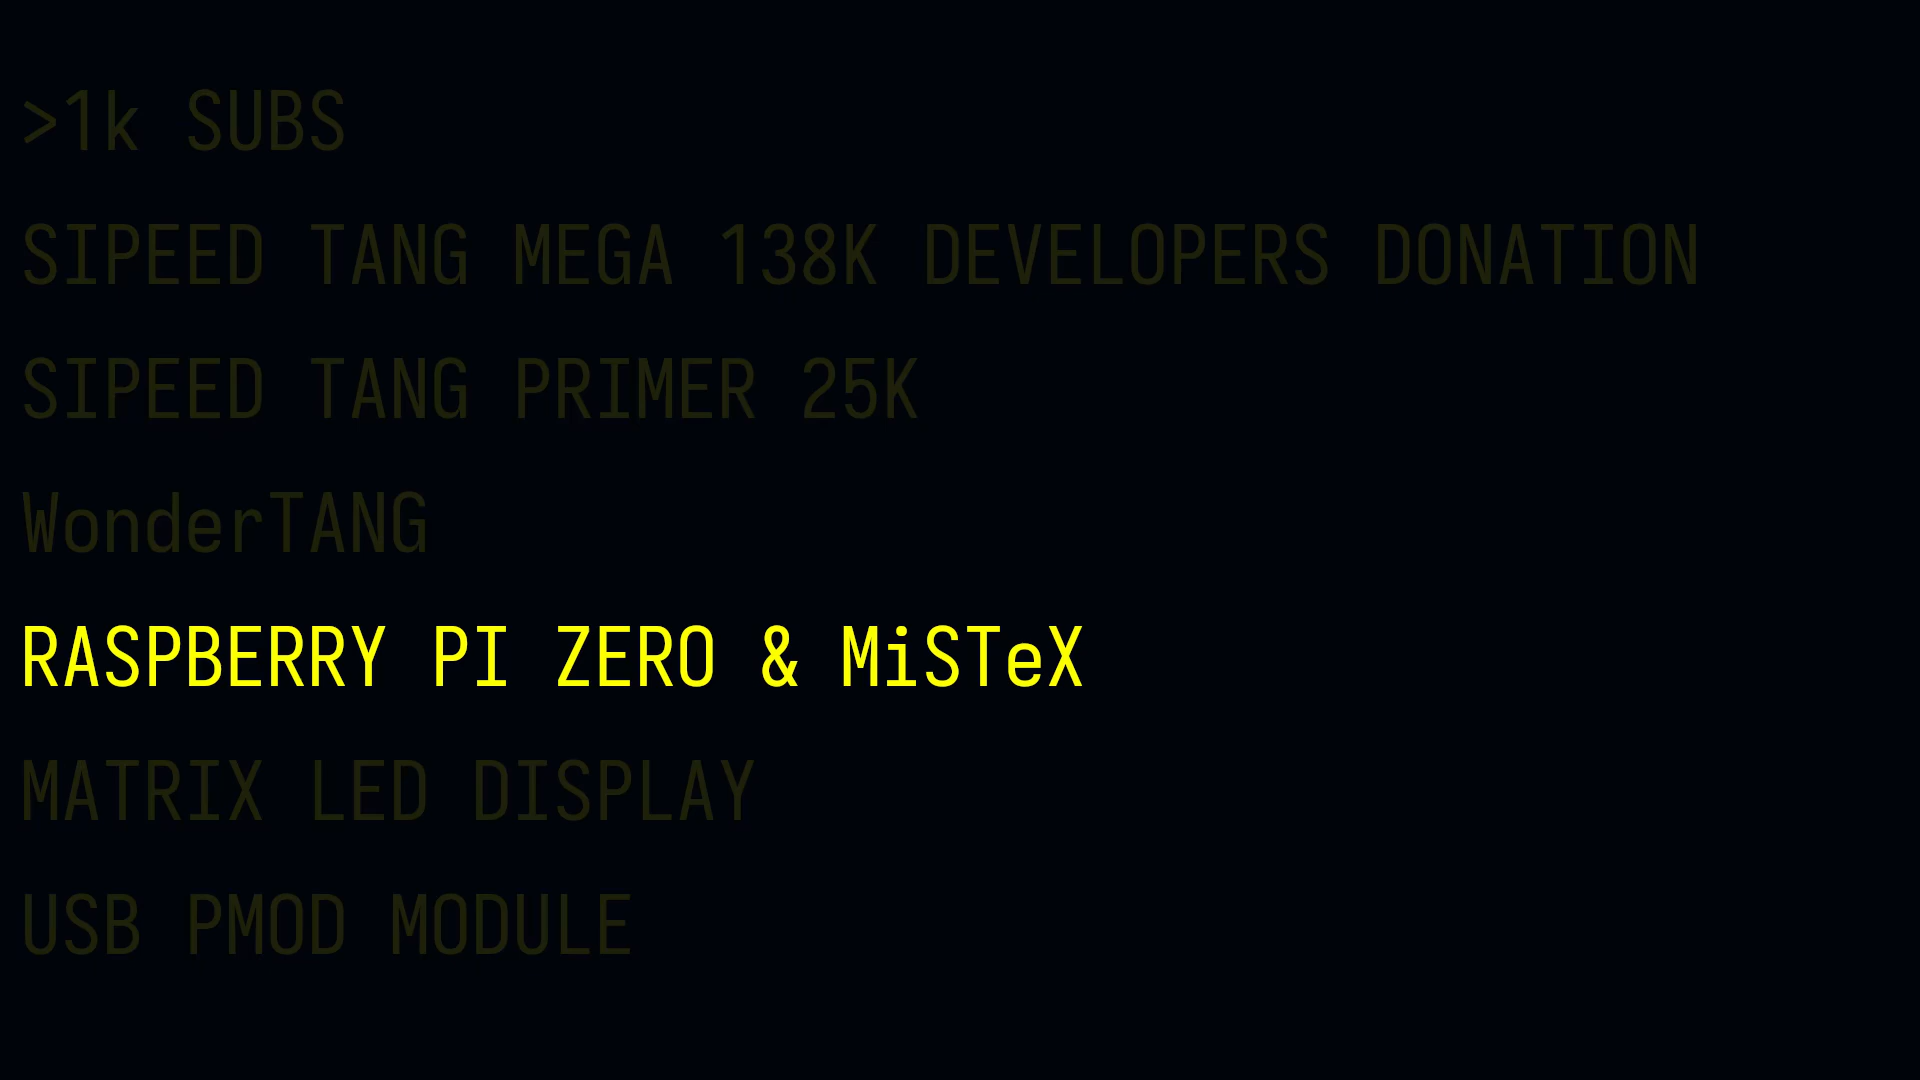 >1k SUBS
SIPEED TANG MEGA 138K DEVELOPERS DONATION
SIPEED TANG PRIMER 25K
WonderTANG
RASPBERRY PI ZERO & MiSTeX
MATRIX LED DISPLAY
USB PMOD MODULE